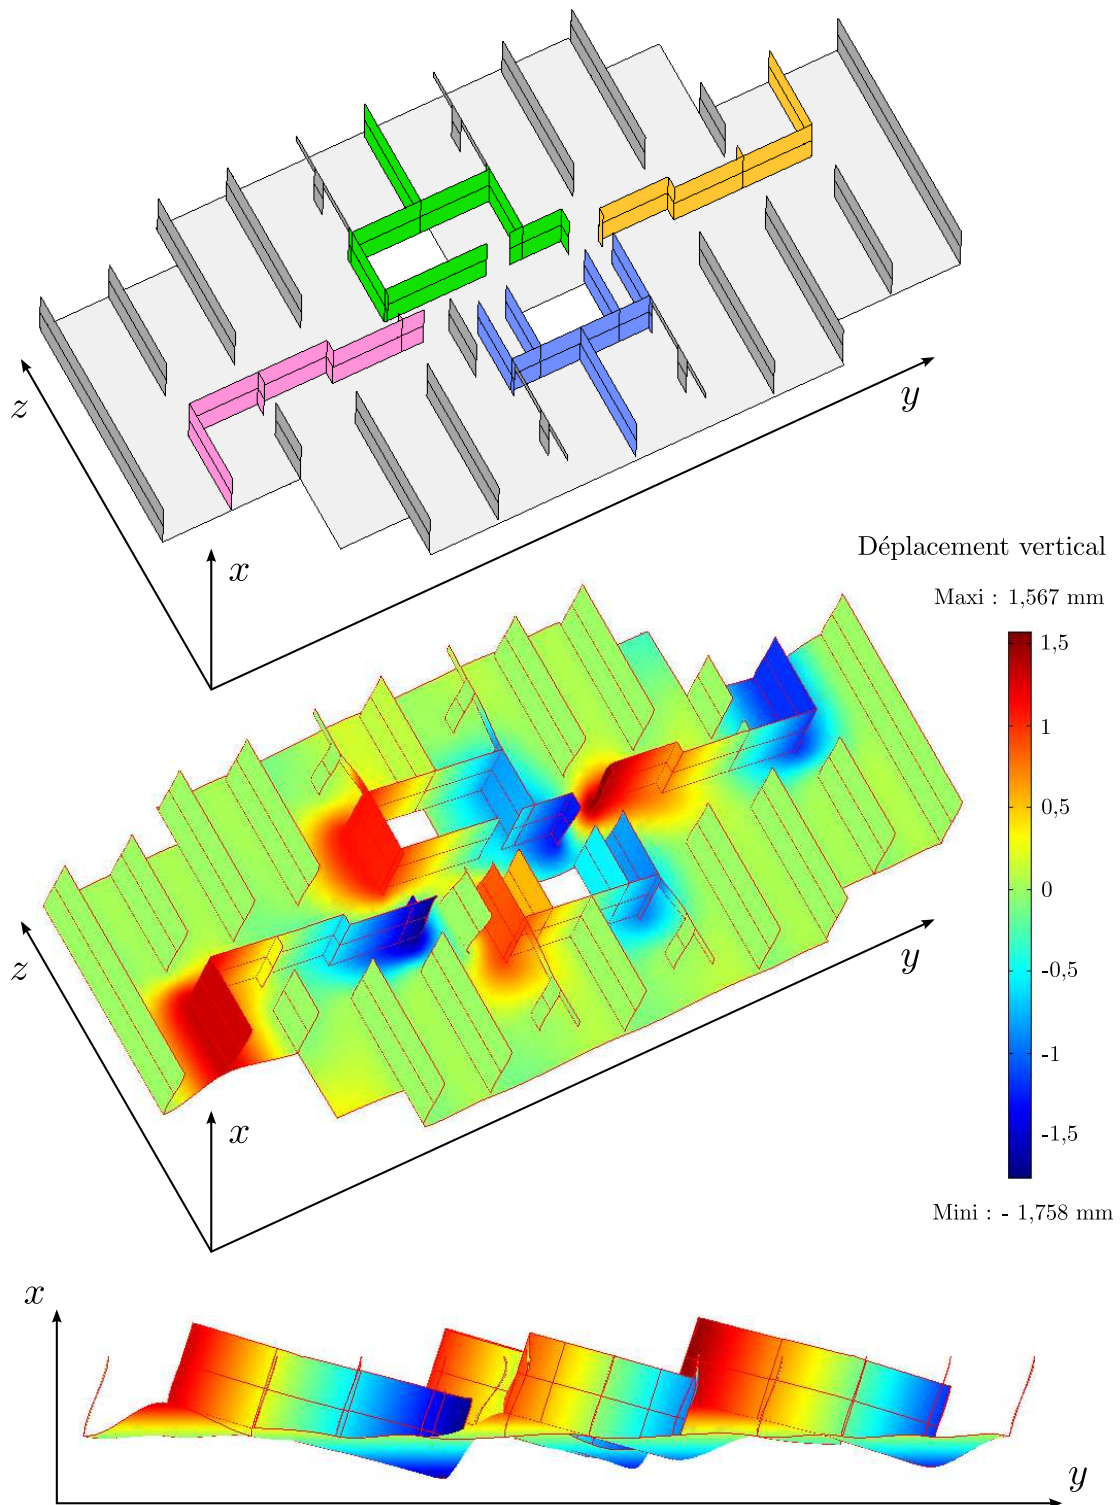 z
y
x
Déplacement vertical
Maxi : 1,567 mm
1,5
1
0,5
0
-0,5
-1
-1,5
Mini : - 1,758 mm
z
y
x
x
y